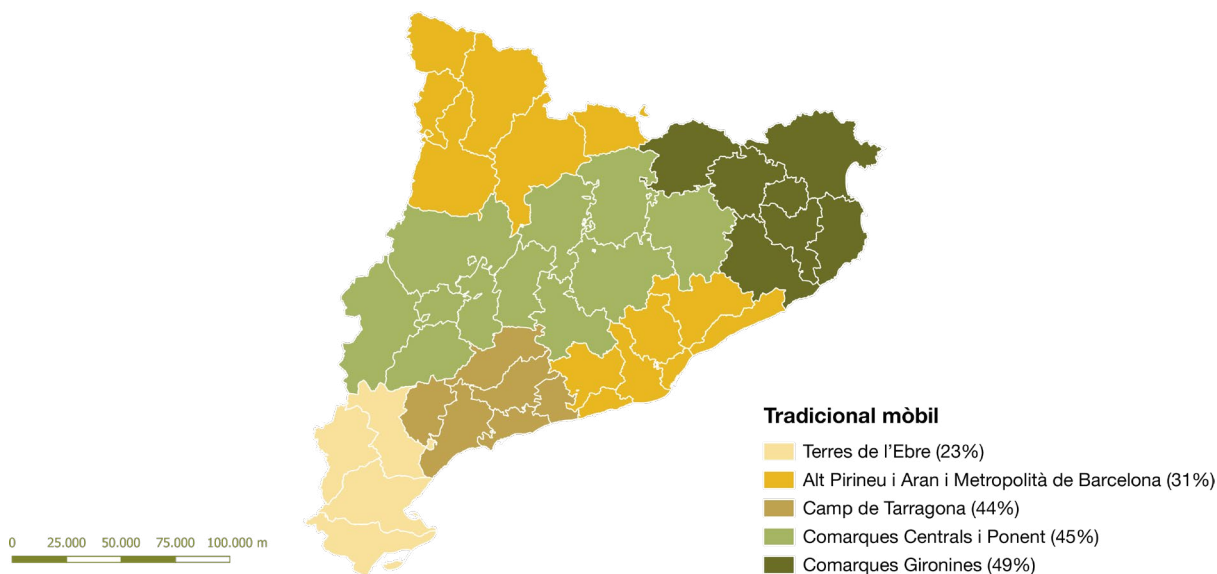 Tradicional mòbil
Terres de l’Ebre (23%)
Alt Pirineu i Aran i Metropolità de Barcelona (31%)
Camp de Tarragona (44%)
Comarques Centrals i Ponent (45%)
Comarques Gironines (49%)
0 25.000 50.000 75.000 100.000 m